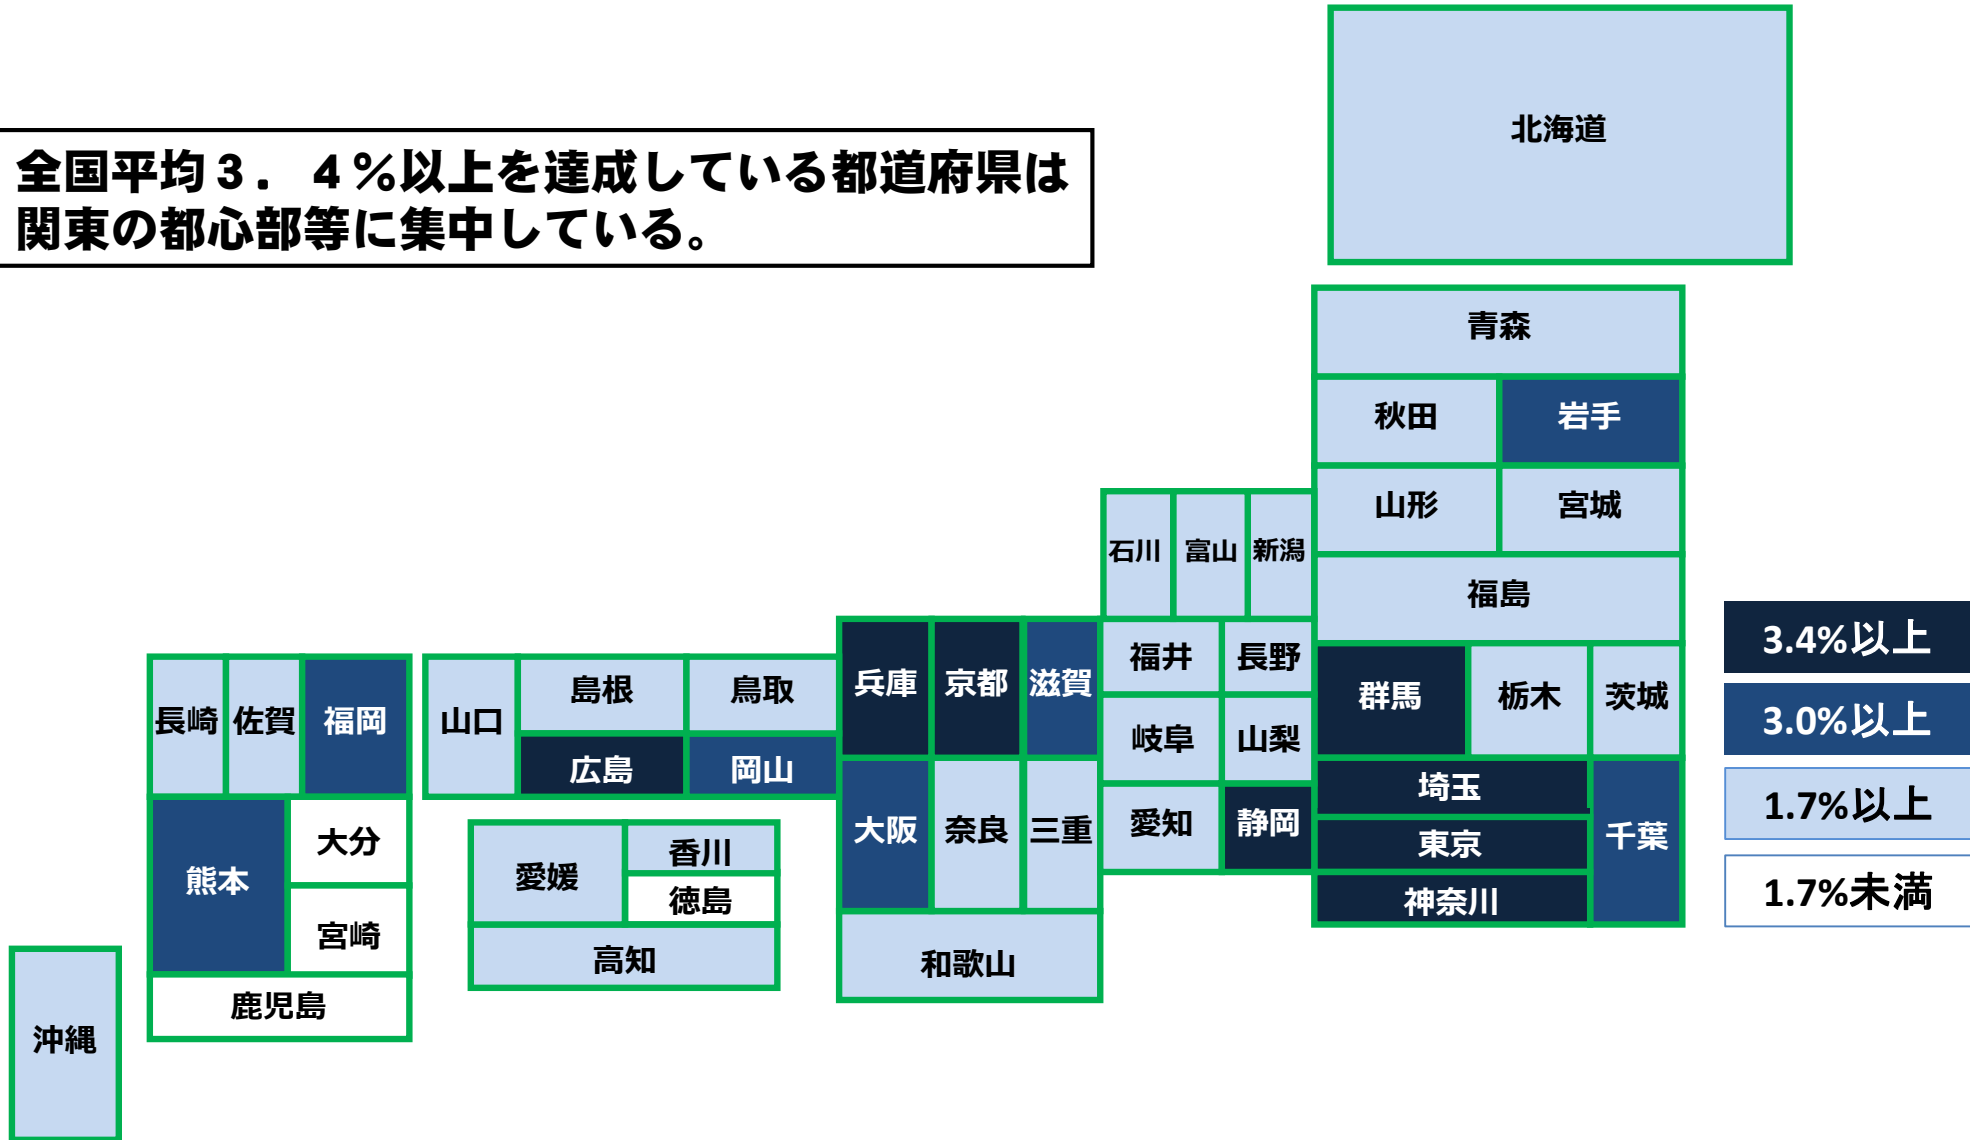 北海道
全国平均3.4%以上を達成している都道府県は
関東の都心部等に集中している。
青森
秋田
岩手
山形
宮城
石川
富山
新潟
福島
3.4%以上
3.0%以上
1.7%以上
1.7%未満
福井
長野
岐阜
山梨
愛知
静岡
群馬
栃木
茨城
埼玉
東京
神奈川
千葉
兵庫
京都
滋賀
大阪
奈良
三重
和歌山
山口
島根
鳥取
広島
岡山
愛媛
香川
徳島
高知
長崎
佐賀
福岡
熊本
大分
宮崎
鹿児島
沖縄